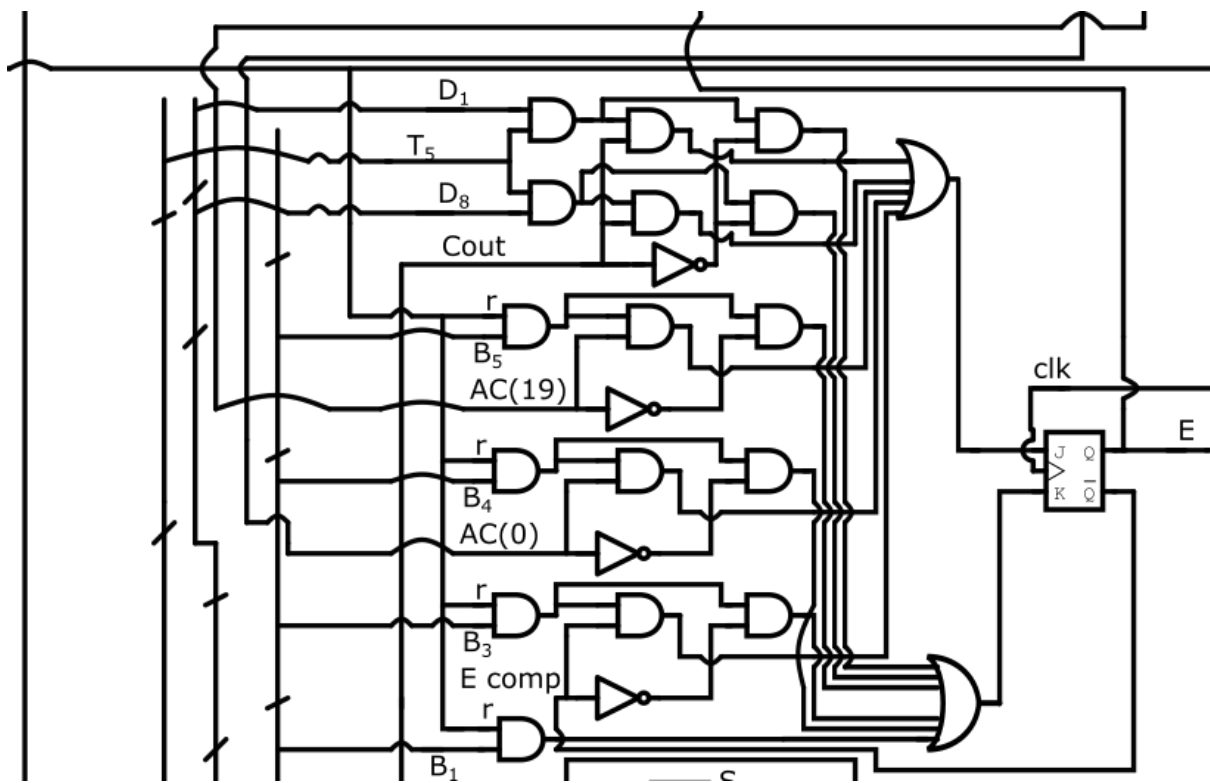 D₁
T₅
D₈
Cout
r
B₅
AC(19)
clk
E
J Q
r
B₄
K Q̅
AC(0)
r
B₃
E comp
r
B₁
S